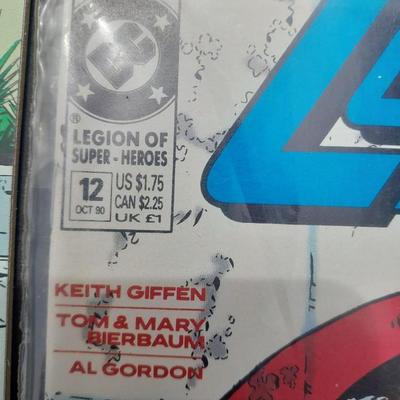 DC
®
LEGION OF
SUPER-HEROES
12
OCT 90
US $1.75
CAN $2.25
UK £1
KEITH GIFFEN
TOM & MARY
BIERBAUM
AL GORDON